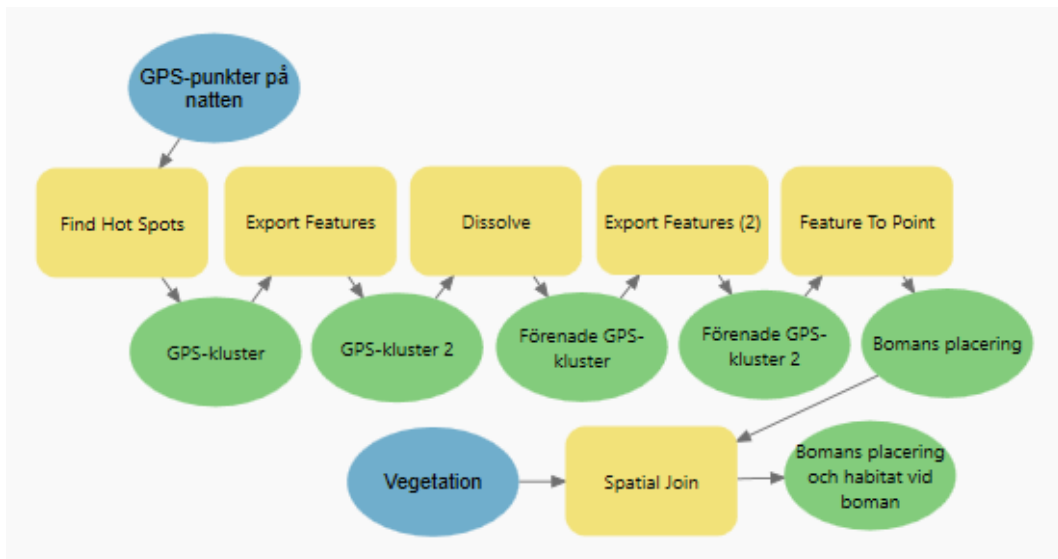 GPS-punkter på
natten
Find Hot Spots
Export Features
Dissolve
Export Features (2)
Feature To Point
GPS-kluster
GPS-kluster 2
Förenade GPS-
kluster
Förenade GPS-
kluster 2
Bomans placering
Vegetation
Spatial Join
Bomans placering
och habitat vid
boman